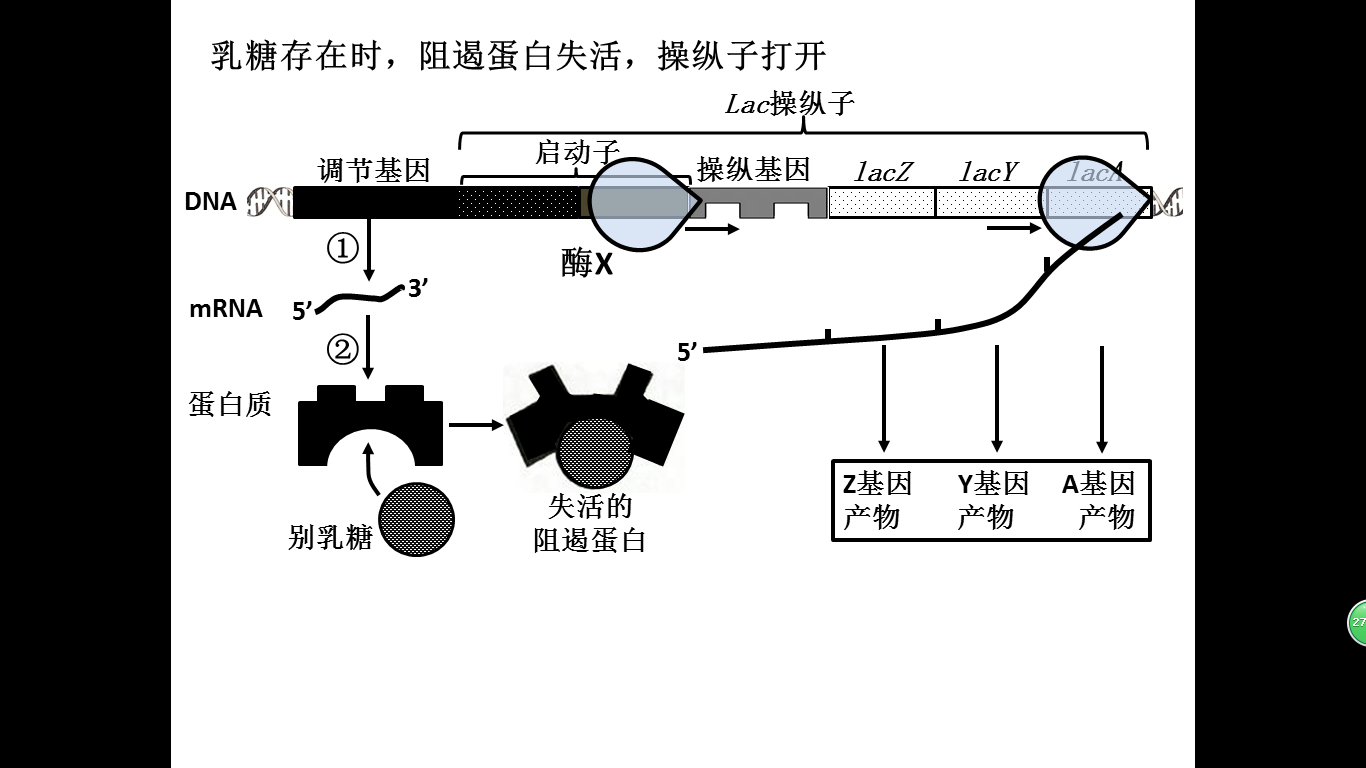 乳糖存在时，阻遏蛋白失活，操纵子打开
Lac操纵子
启动子
调节基因
操纵基因
lacZ
lacY
lacA
DNA
①
酶X
mRNA
5’
3’
②
5’
蛋白质
别乳糖
失活的
阻遏蛋白
Z基因
产物
Y基因
产物
A基因
产物
27